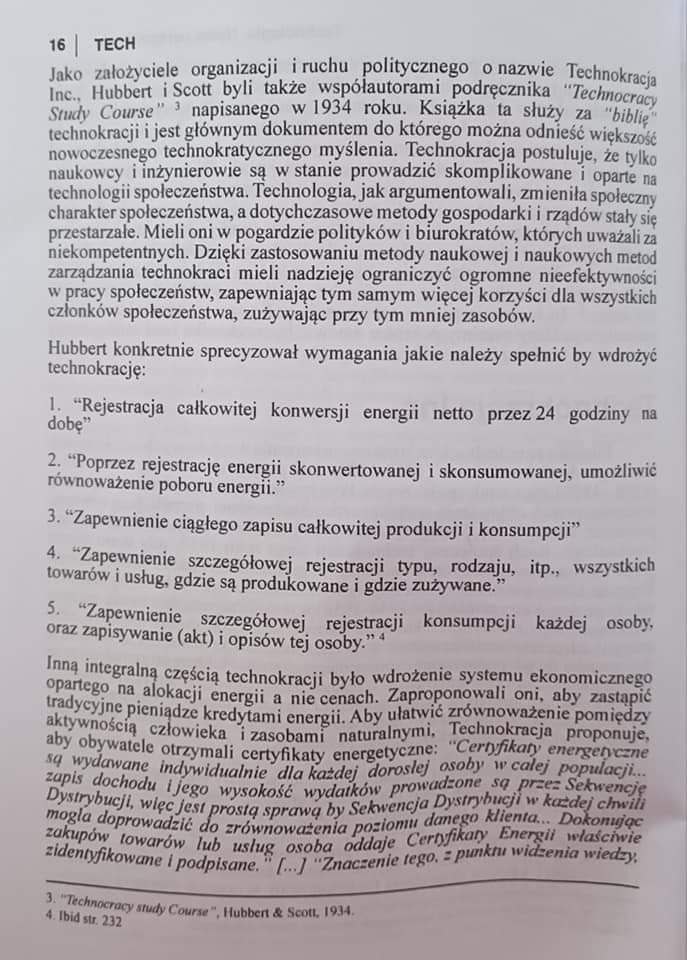 16 | TECH
Jako założyciele organizacji i ruchu politycznego o nazwie Technokracja
Inc., Hubbert i Scott byli także współautorami podręcznika "Technocracy
Study Course" 3 napisanego w 1934 roku. Książka ta służy za "biblię"
technokracji i jest głównym dokumentem do którego można odnieść większość
nowoczesnego technokratycznego myślenia. Technokracja postuluje, że tylko
naukowcy i inżynierowie są w stanie prowadzić skomplikowane i oparte na
technologii społeczeństwa. Technologia, jak argumentowali, zmieniła społeczny
charakter społeczeństwa, a dotychczasowe metody gospodarki i rządów stały się
przestarzałe. Mieli oni w pogardzie polityków i biurokratów, których uważali za
niekompetentnych. Dzięki zastosowaniu metody naukowej i naukowych metod
zarządzania technokraci mieli nadzieję ograniczyć ogromne nieefektywności
w pracy społeczeństw, zapewniając tym samym więcej korzyści dla wszystkich
członków społeczeństwa, zużywając przy tym mniej zasobów.
Hubbert konkretnie sprecyzował wymagania jakie należy spełnić by wdrożyć
technokrację:
1. “Rejestracja całkowitej konwersji energii netto przez 24 godziny na
dobę”
2. “Poprzez rejestrację energii skonwertowanej i skonsumowanej, umożliwić
równoważenie poboru energii.”
3. “Zapewnienie ciągłego zapisu całkowitej produkcji i konsumpcji”
4. “Zapewnienie szczegółowej rejestracji typu, rodzaju, itp., wszystkich
towarów i usług, gdzie są produkowane i gdzie zużywane.”
5. “Zapewnienie szczegółowej rejestracji konsumpcji każdej osoby,
oraz zapisywanie (akt) i opisów tej osoby.” 4
Inną integralną częścią technokracji było wdrożenie systemu ekonomicznego
opartego na alokacji energii a nie cenach. Zaproponowali oni, aby zastąpić
tradycyjne pieniądze kredytami energii. Aby ułatwić zrównoważenie pomiędzy
aktywnością człowieka i zasobami naturalnymi, Technokracja proponuje,
aby obywatele otrzymali certyfikaty energetyczne: "Certyfikaty energetyczne
są wydawane indywidualnie dla każdej dorosłej osoby w całej populacji...
zapis dochodu i jego wysokość wydatków prowadzone są przez Sekwencję
Dystrybucji, więc jest prostą sprawą by Sekwencja Dystrybucji w każdej chwili
mogła doprowadzić do zrównoważenia poziomu danego klienta... Dokonując
zakupów towarów lub usług osoba oddaje Certyfikaty Energii właściwie
zidentyfikowane i podpisane." [...] "Znaczenie tego, z punktu widzenia wiedzy,
3. "Technocracy study Course", Hubbert & Scott, 1934.
4. Ibid str. 232